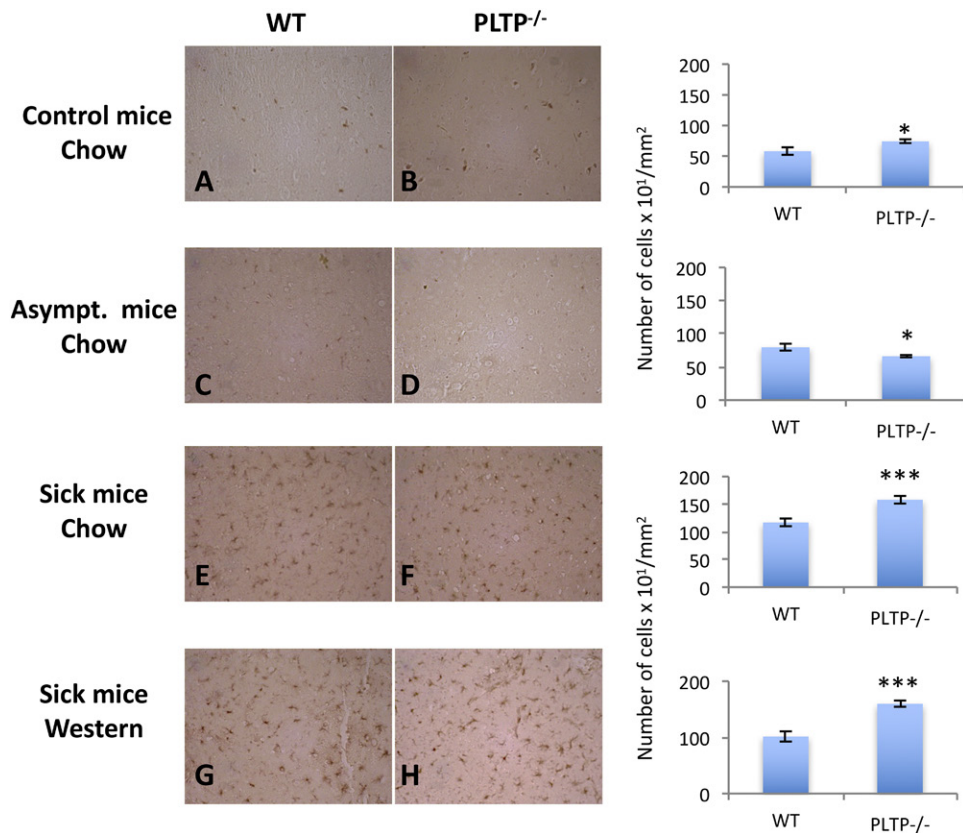 WT PLTP-/-
Control mice
Chow
A
B
Asympt. mice
Chow
C
D
Sick mice
Chow
E
F
Sick mice
Western
G
H
Number of cells x 10¹/mm²
200
150
100
50
0
*
WT PLTP-/-
200
150
100
50
0
*
WT PLTP-/-
Number of cells x 10¹/mm²
200
150
100
50
0
***
WT PLTP-/-
200
100
0
***
WT PLTP-/-